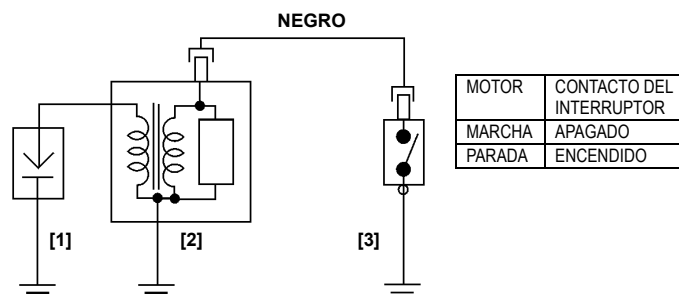 NEGRO
MOTOR CONTACTO DEL
INTERRUPTOR
MARCHA APAGADO
PARADA ENCENDIDO
[1] [2] [3]